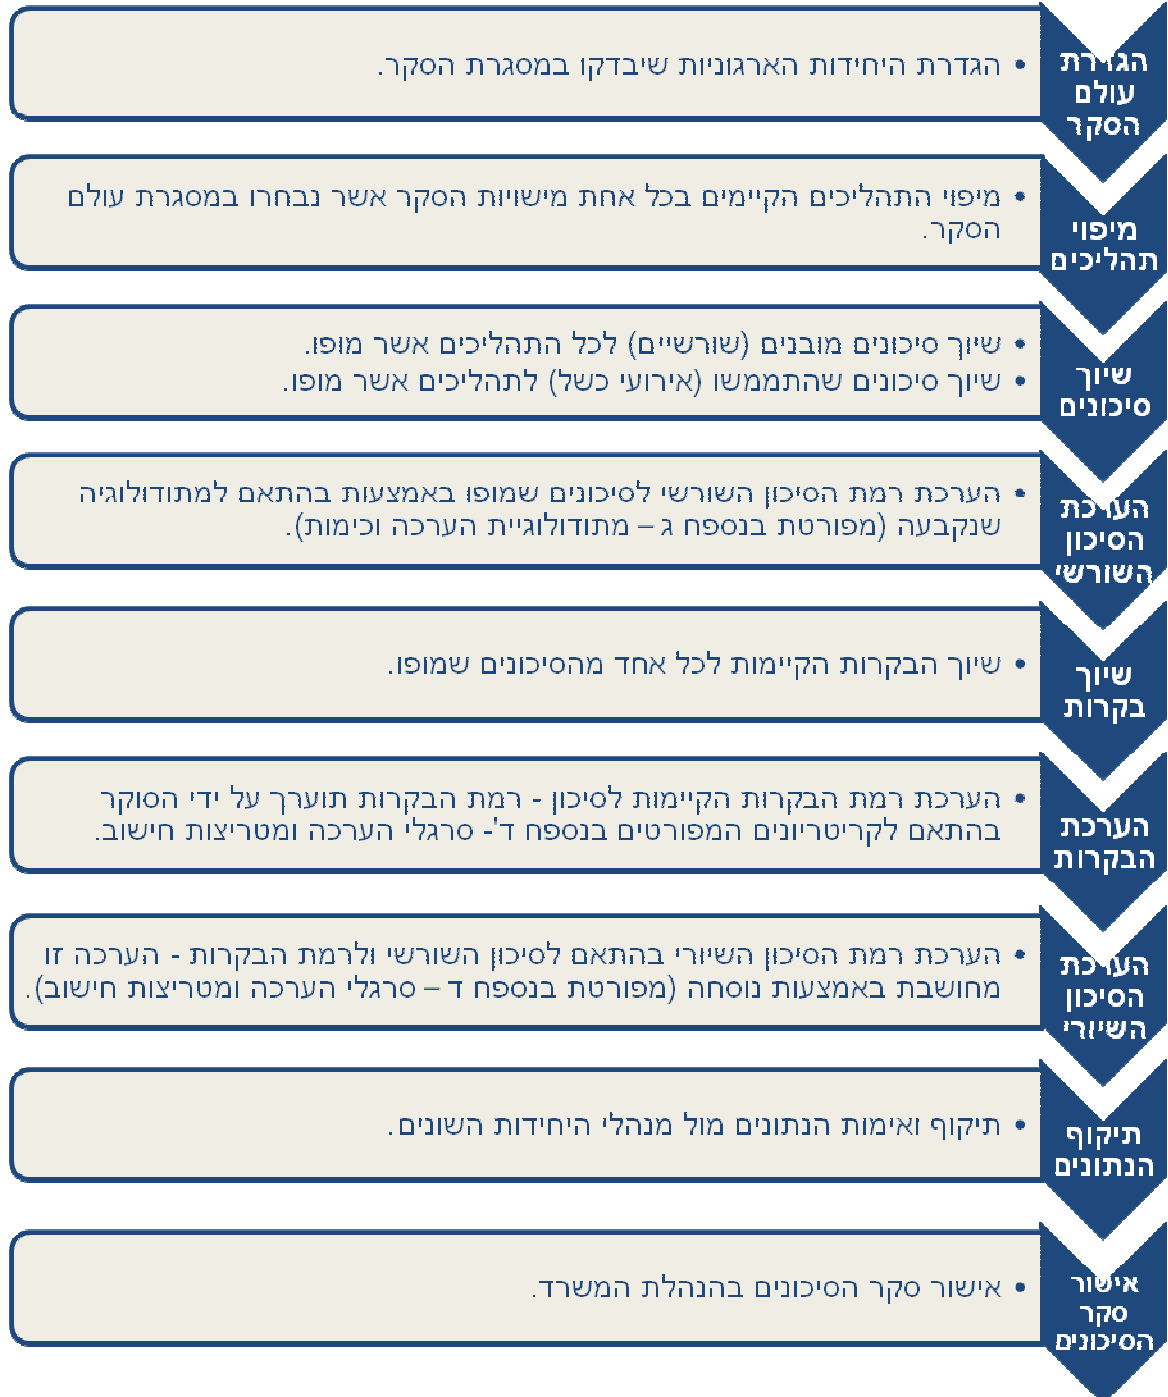 הגדרת
עולם
הסקר
• הגדרת היחידות הארגוניות שיבדקו במסגרת הסקר.
מיפוי
תהליכים
• מיפוי התהליכים הקיימים בכל אחת מישויות הסקר אשר נבחרו במסגרת עולם
הסקר.
שיוך
סיכונים
• שיוך סיכונים מובנים (שורשיים) לכל התהליכים אשר מופו.
• שיוך סיכונים שהתממשו (אירועי כשל) לתהליכים אשר מופו.
הערכת
הסיכון
השורשי
• הערכת רמת הסיכון השורשי לסיכונים שמופו באמצעות בהתאם למתודולוגיה
שנקבעה (מפורטת בנספח ג – מתודולוגיית הערכה וכימות).
שיוך
בקרות
• שיוך הבקרות הקיימות לכל אחד מהסיכונים שמופו.
הערכת
הבקרות
• הערכת רמת הבקרות הקיימות לסיכון - רמת הבקרות תוערך על ידי הסוקר
בהתאם לקריטריונים המפורטים בנספח ד'- סרגלי הערכה ומטריצות חישוב.
הערכת
הסיכון
השיורי
• הערכת רמת הסיכון השיורי בהתאם לסיכון השורשי ולרמת הבקרות - הערכה זו
מחושבת באמצעות נוסחה (מפורטת בנספח ד – סרגלי הערכה ומטריצות חישוב).
תיקוף
הנתונים
• תיקוף ואימות הנתונים מול מנהלי היחידות השונים.
אישור
סקר
הסיכונים
• אישור סקר הסיכונים בהנהלת המשרד.